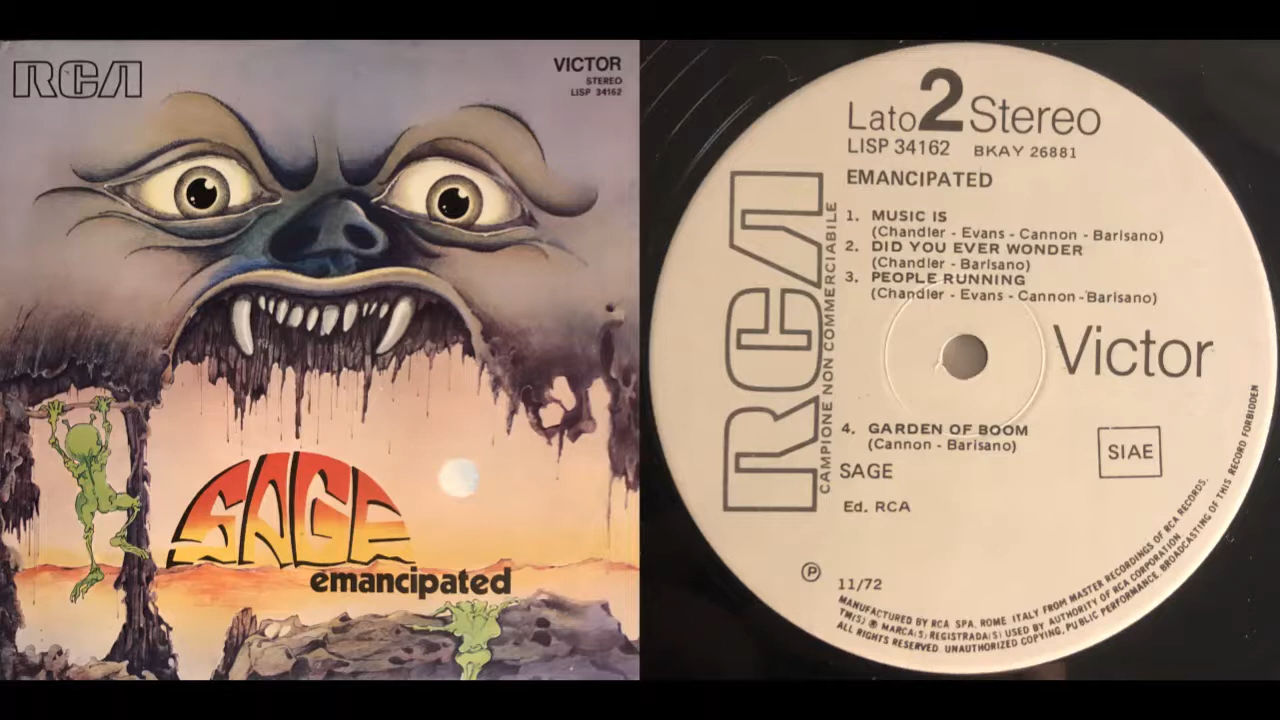 RCA
VICTOR
STEREO
LISP 34162
SAGE
emancipated
Lato 2 Stereo
LISP 34162 BKAY 26881
EMANCIPATED
1. MUSIC IS
(Chandler - Evans - Cannon - Barisano)
2. DID YOU EVER WONDER
(Chandler - Barisano)
3. PEOPLE RUNNING
(Chandler - Evans - Cannon - Barisano)
RCA
CAMPIONE NON COMMERCIABILE
Victor
4. GARDEN OF BOOM
(Cannon - Barisano)
SIAE
SAGE
Ed. RCA
Ⓟ 11/72
MANUFACTURED BY RCA SPA, ROME ITALY FROM MASTER RECORDINGS OF RCA RECORDS.
TM(S) ® MARCA(S) REGISTRADA(S) USED BY AUTHORITY OF RCA CORPORATION
ALL RIGHTS RESERVED. UNAUTHORIZED COPYING, PUBLIC PERFORMANCE, BROADCASTING OF THIS RECORD FORBIDDEN